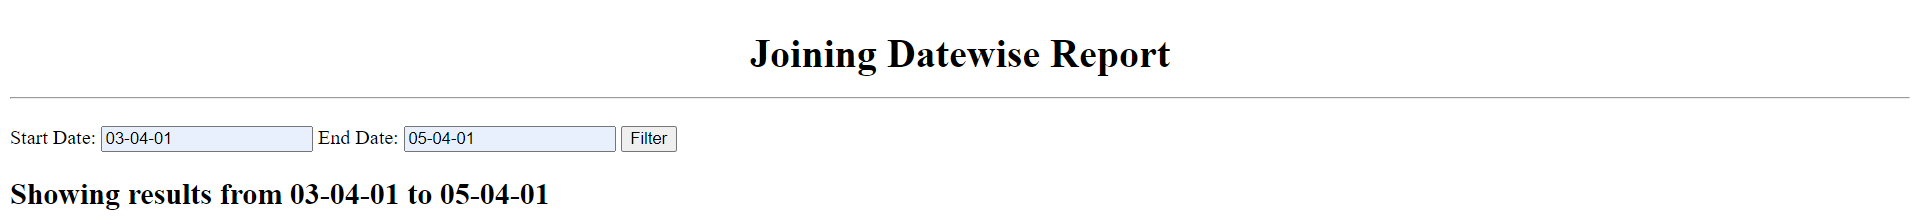 Joining Datewise Report
Start Date: 03-04-01 End Date: 05-04-01 Filter
Showing results from 03-04-01 to 05-04-01